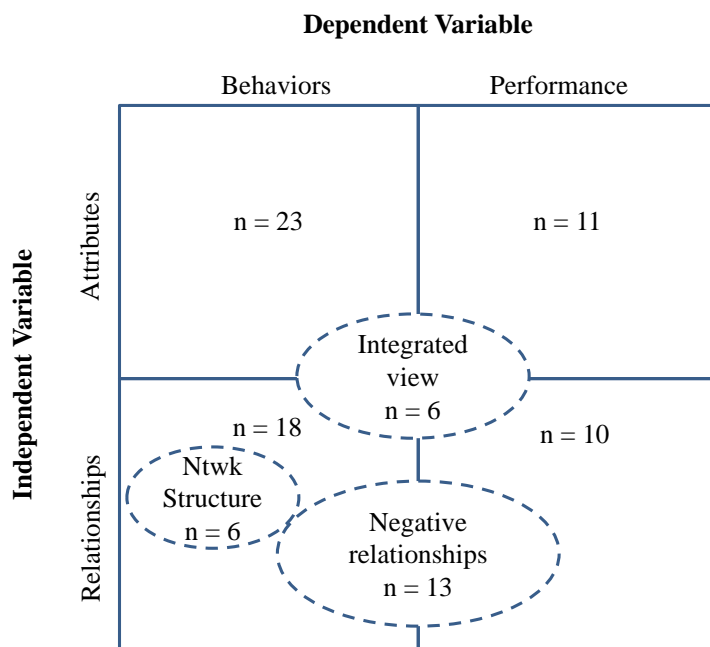 Dependent Variable
Behaviors
Performance
Independent Variable
Attributes
n = 23
n = 11
Integrated
view
n = 6
Relationships
n = 18
n = 10
Ntwk
Structure
n = 6
Negative
relationships
n = 13